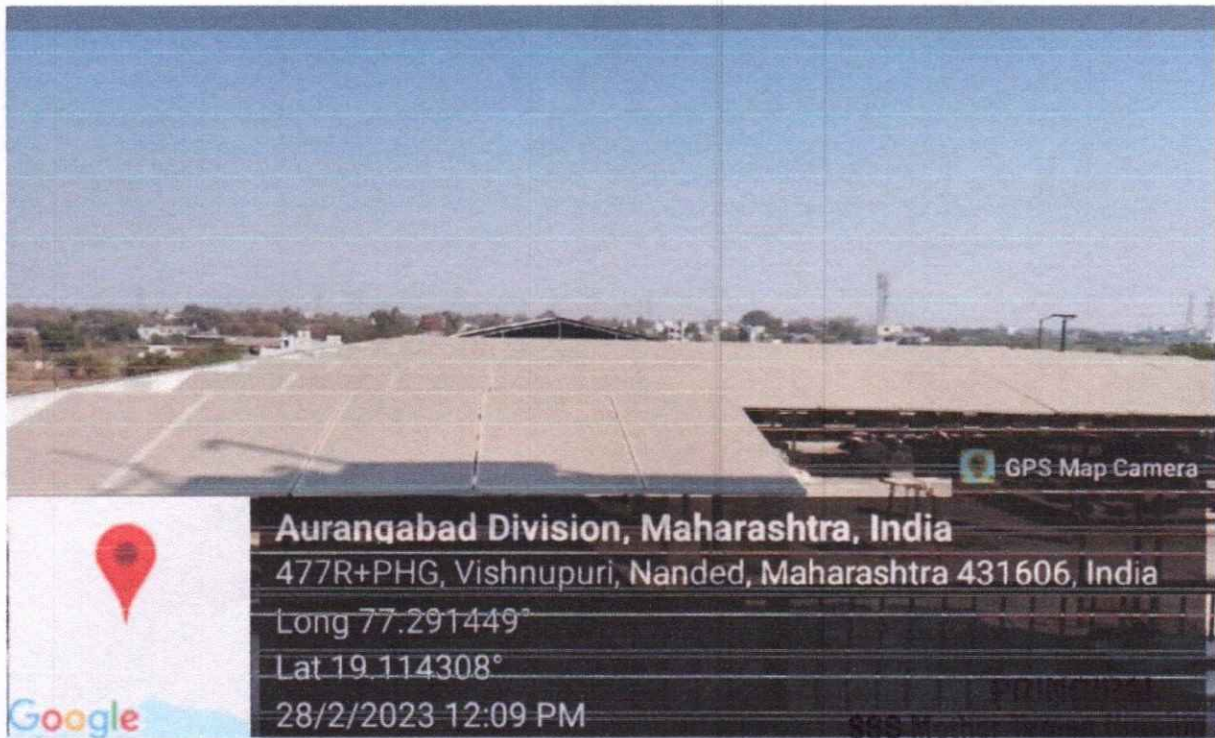 GPS Map Camera
Aurangabad Division, Maharashtra, India
477R+PHG, Vishnupuri, Nanded, Maharashtra 431606, India
Long 77.291449°
Lat 19.114308°
28/2/2023 12:09 PM
Google